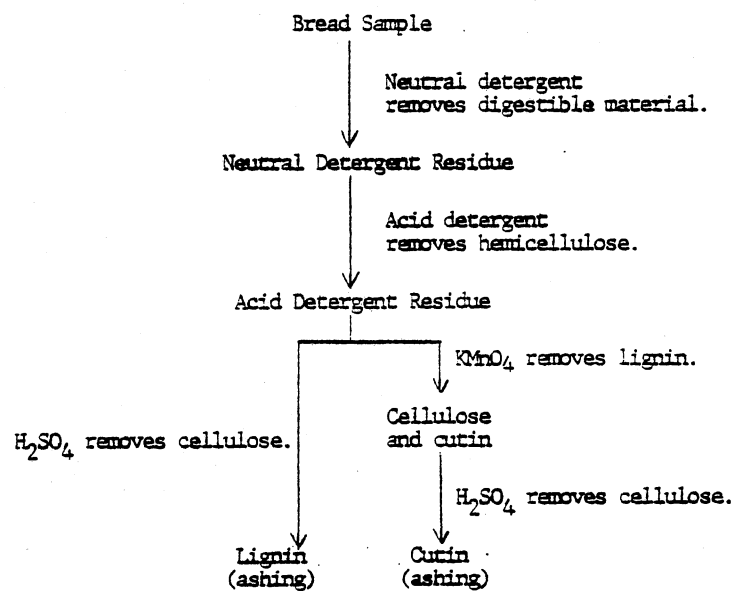 Bread Sample
Neutral detergent
removes digestible material.
Neutral Detergent Residue
Acid detergent
removes hemicellulose.
Acid Detergent Residue
KMnO4 removes lignin.
Cellulose
and cutin
H2SO4 removes cellulose.
H2SO4 removes cellulose.
Lignin
(ashing)
Cutin
(ashing)